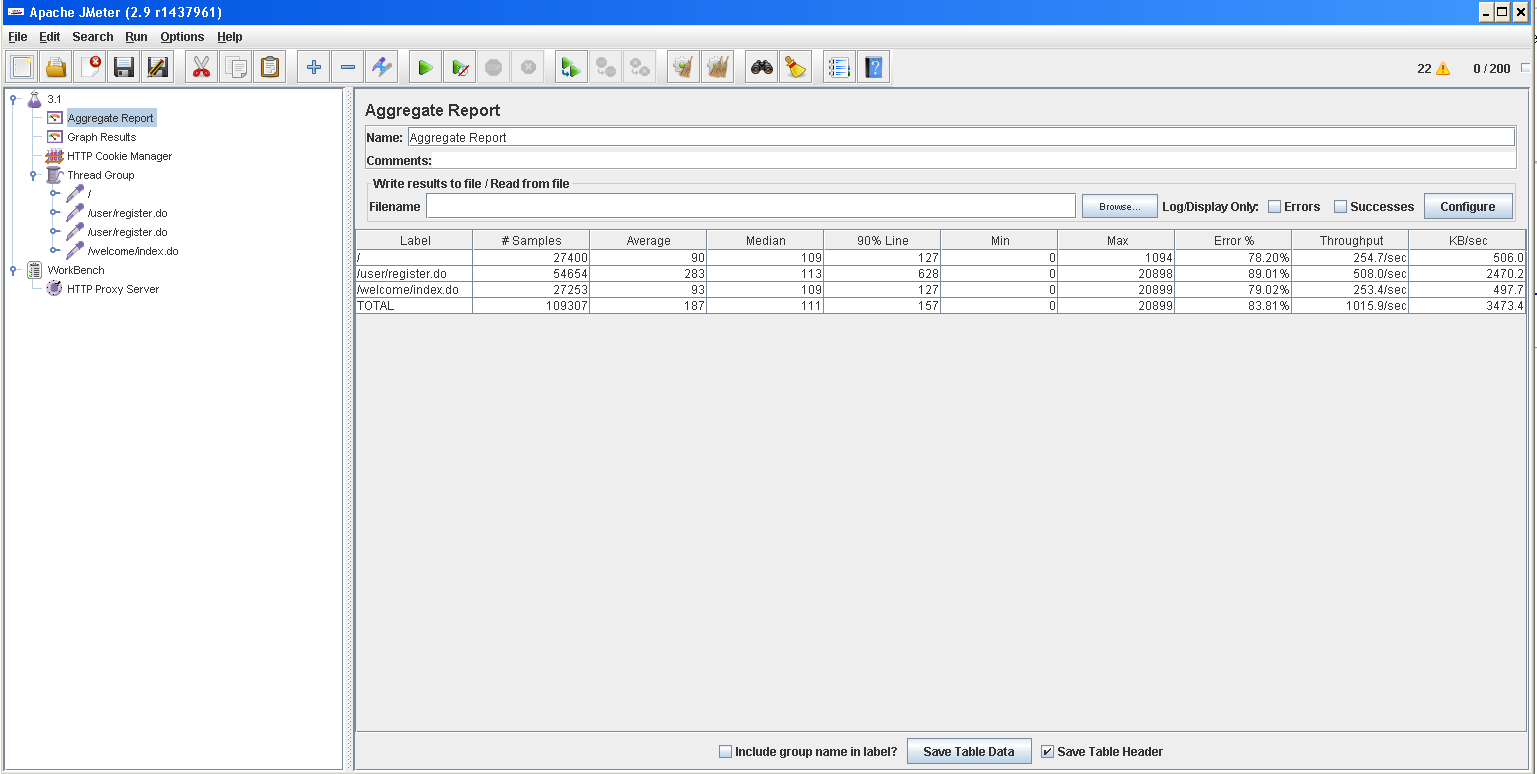 Apache JMeter (2.9 r1437961)
File Edit Search Run Options Help
22 0 / 200
3.1
Aggregate Report
Graph Results
HTTP Cookie Manager
Thread Group
/
/user/register.do
/user/register.do
/welcome/index.do
WorkBench
HTTP Proxy Server
Aggregate Report
Name: Aggregate Report
Comments:
Write results to file / Read from file
Filename Browse... Log/Display Only: Errors Successes Configure
Label # Samples Average Median 90% Line Min Max Error % Throughput KB/sec
/ 27400 90 109 127 0 1094 78.20% 254.7/sec 506.0
/user/register.do 54654 283 113 628 0 20898 89.01% 508.0/sec 2470.2
/welcome/index.do 27253 93 109 127 0 20899 79.02% 253.4/sec 497.7
TOTAL 109307 187 111 157 0 20899 83.81% 1015.9/sec 3473.4
Include group name in label? Save Table Data Save Table Header